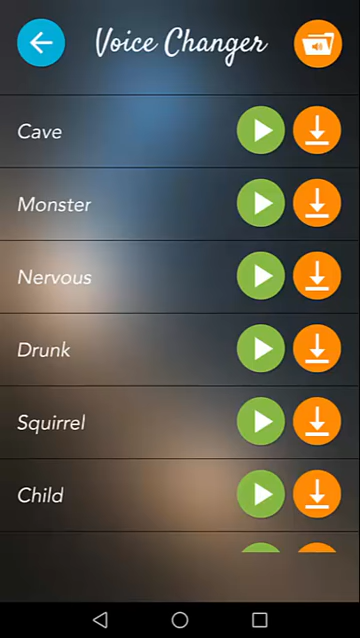 Voice Changer
Cave
Monster
Nervous
Drunk
Squirrel
Child